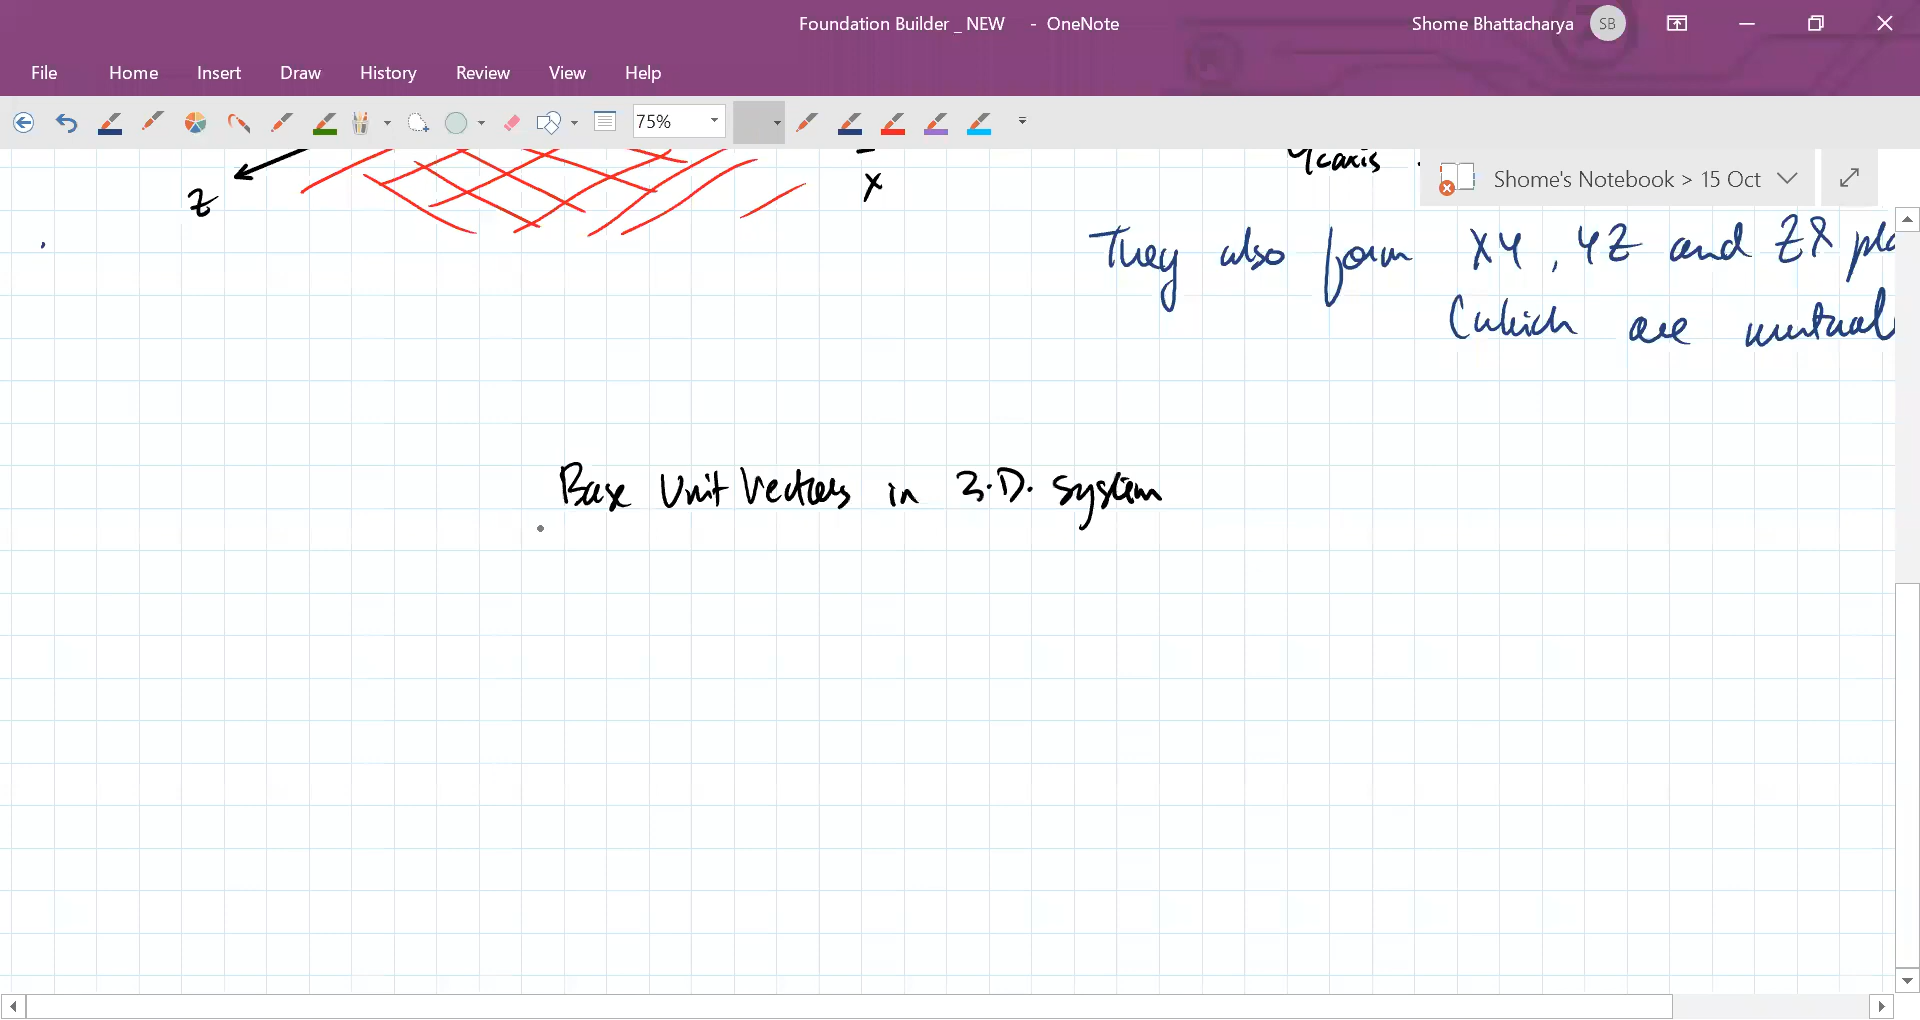 Foundation Builder _ NEW - OneNote
Shome Bhattacharya SB
File Home Insert Draw History Review View Help
75%
Y axis
Shome's Notebook > 15 Oct
Z
X
They also form XY, YZ and ZX pla
(which are mutual
Base Unit Vectors in 3.D. system